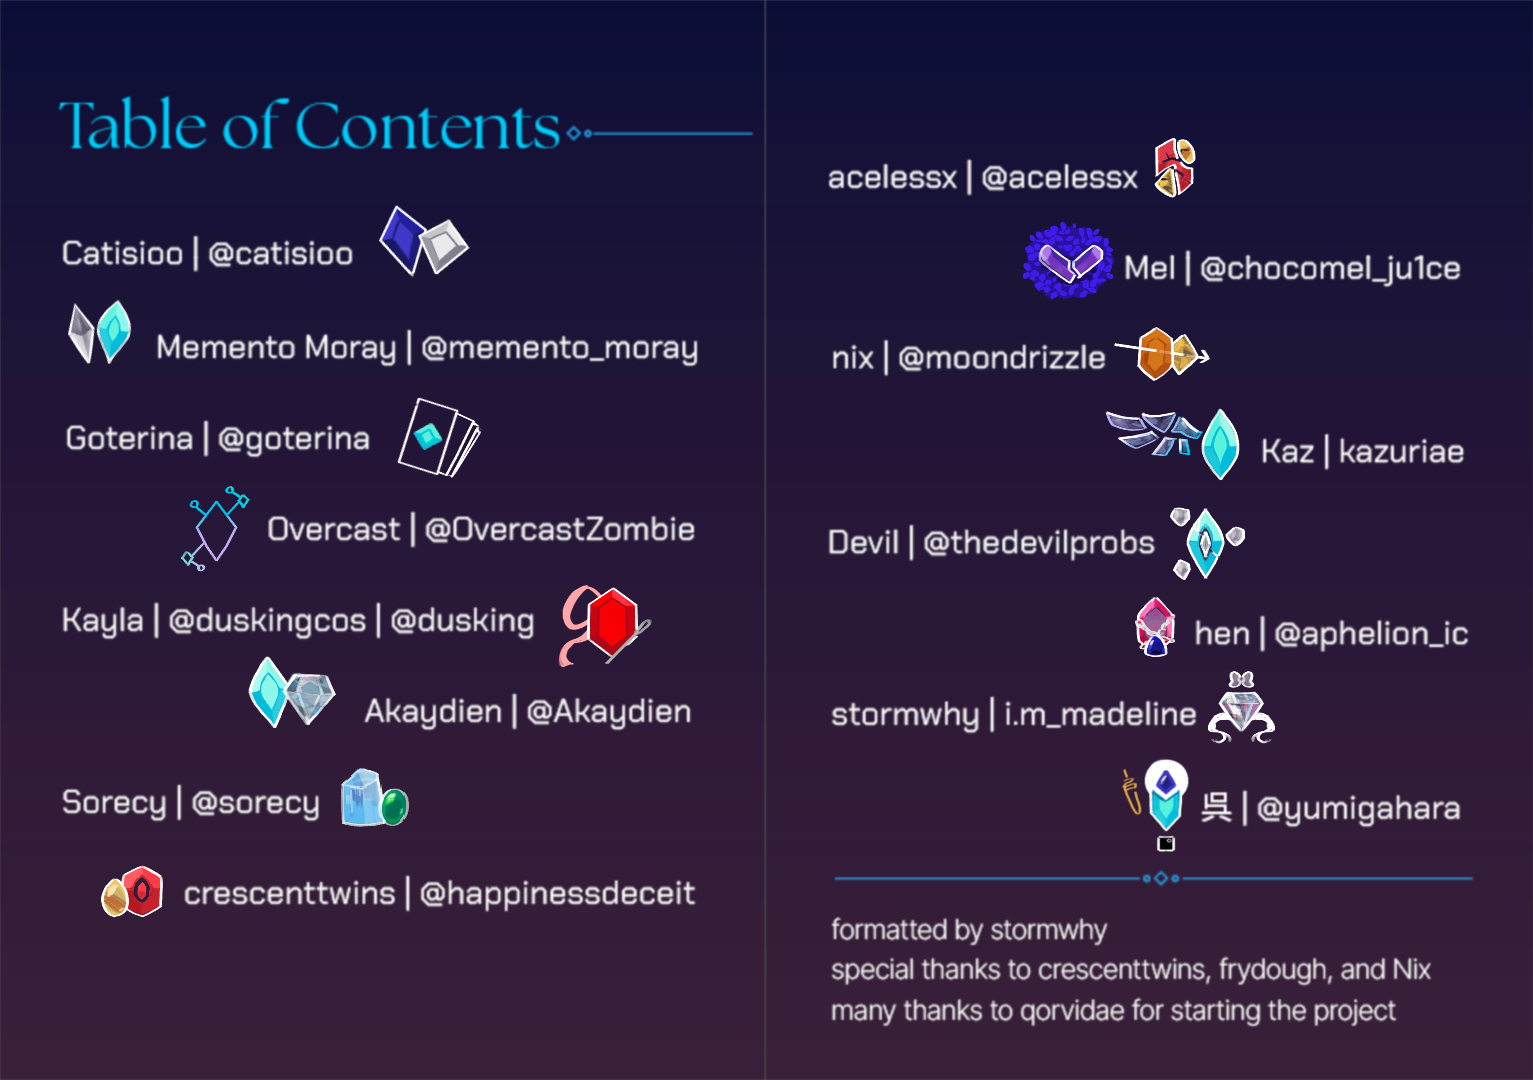 Table of Contents
Catisioo | @catisioo
Memento Moray | @memento_moray
Goterina | @goterina
Overcast | @OvercastZombie
Kayla | @duskingcos | @dusking
Akaydien | @Akaydien
Sorecy | @sorecy
crescenttwins | @happinessdeceit
acelessx | @acelessx
Mel | @chocomel_ju1ce
nix | @moondrizzle
Kaz | kazuriae
Devil | @thedevilprobs
hen | @aphelion_ic
stormwhy | i.m_madeline
呉 | @yumigahara
formatted by stormwhy
special thanks to crescenttwins, frydough, and Nix
many thanks to qorvidae for starting the project